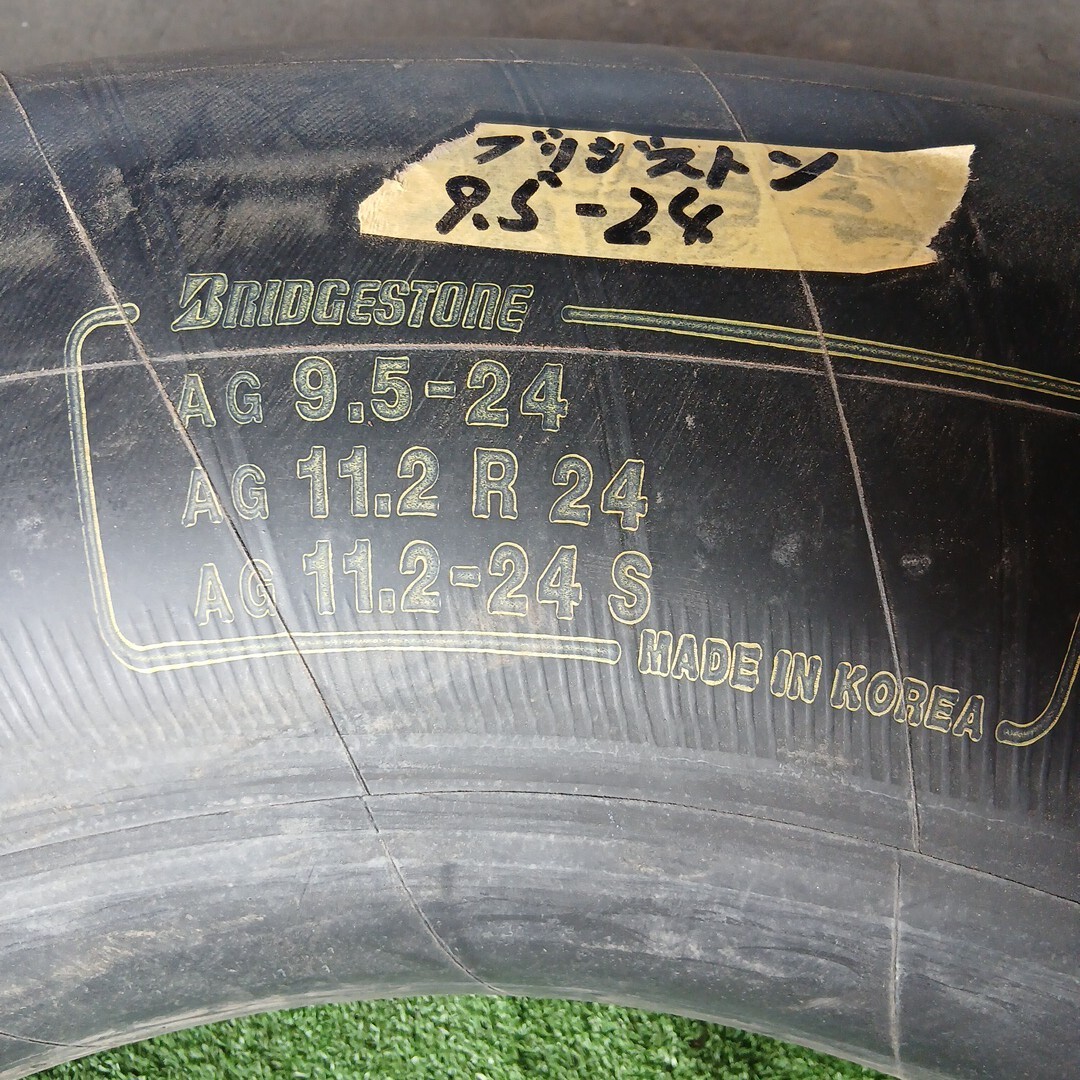 ブリジストン
9.5-24
BRIDGESTONE
AG 9.5-24
AG 11.2 R 24
AG 11.2-24 S
MADE IN KOREA